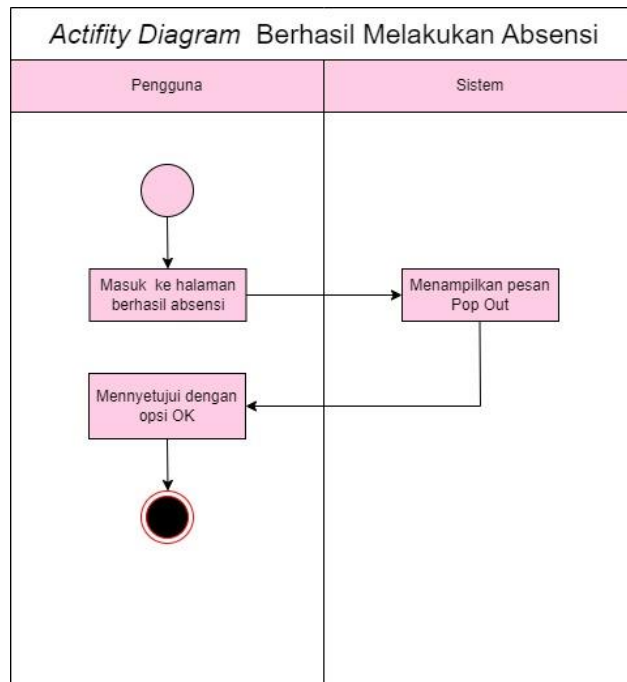 Actifity Diagram Berhasil Melakukan Absensi
Pengguna
Sistem
Masuk ke halaman
berhasil absensi
Menampilkan pesan
Pop Out
Mennyetujui dengan
opsi OK